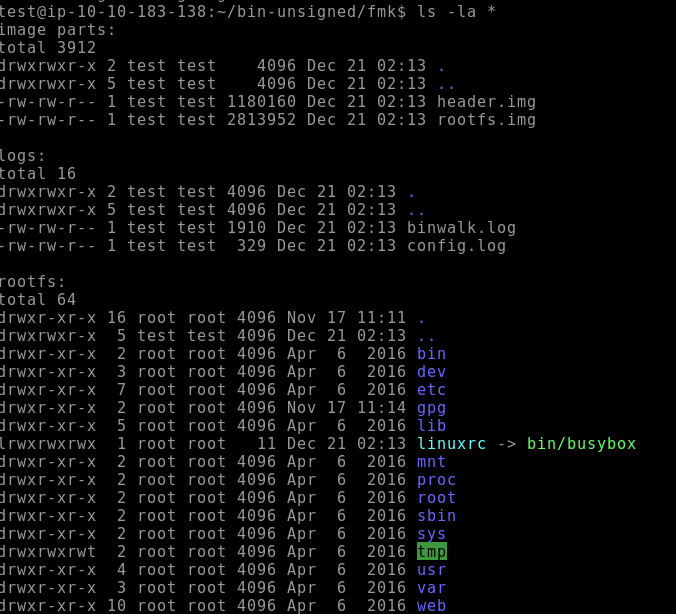 test@ip-10-10-183-138:~/bin-unsigned/fmk$ ls -la *
image parts:
total 3912
drwxrwxr-x 2 test test    4096 Dec 21 02:13 .
drwxrwxr-x 5 test test    4096 Dec 21 02:13 ..
-rw-rw-r-- 1 test test 1180160 Dec 21 02:13 header.img
-rw-rw-r-- 1 test test 2813952 Dec 21 02:13 rootfs.img

logs:
total 16
drwxrwxr-x 2 test test 4096 Dec 21 02:13 .
drwxrwxr-x 5 test test 4096 Dec 21 02:13 ..
-rw-rw-r-- 1 test test 1910 Dec 21 02:13 binwalk.log
-rw-rw-r-- 1 test test  329 Dec 21 02:13 config.log

rootfs:
total 64
drwxr-xr-x 16 root root 4096 Nov 17 11:11 .
drwxrwxr-x  5 test test 4096 Dec 21 02:13 ..
drwxr-xr-x  2 root root 4096 Apr  6  2016 bin
drwxr-xr-x  3 root root 4096 Apr  6  2016 dev
drwxr-xr-x  7 root root 4096 Apr  6  2016 etc
drwxr-xr-x  2 root root 4096 Nov 17 11:14 gpg
drwxr-xr-x  5 root root 4096 Apr  6  2016 lib
lrwxrwxrwx  1 root root   11 Dec 21 02:13 linuxrc -> bin/busybox
drwxr-xr-x  2 root root 4096 Apr  6  2016 mnt
drwxr-xr-x  2 root root 4096 Apr  6  2016 proc
drwxr-xr-x  2 root root 4096 Apr  6  2016 root
drwxr-xr-x  2 root root 4096 Apr  6  2016 sbin
drwxr-xr-x  2 root root 4096 Apr  6  2016 sys
drwxrwxrwt  2 root root 4096 Apr  6  2016 tmp
drwxr-xr-x  4 root root 4096 Apr  6  2016 usr
drwxr-xr-x  3 root root 4096 Apr  6  2016 var
drwxr-xr-x 10 root root 4096 Apr  6  2016 web